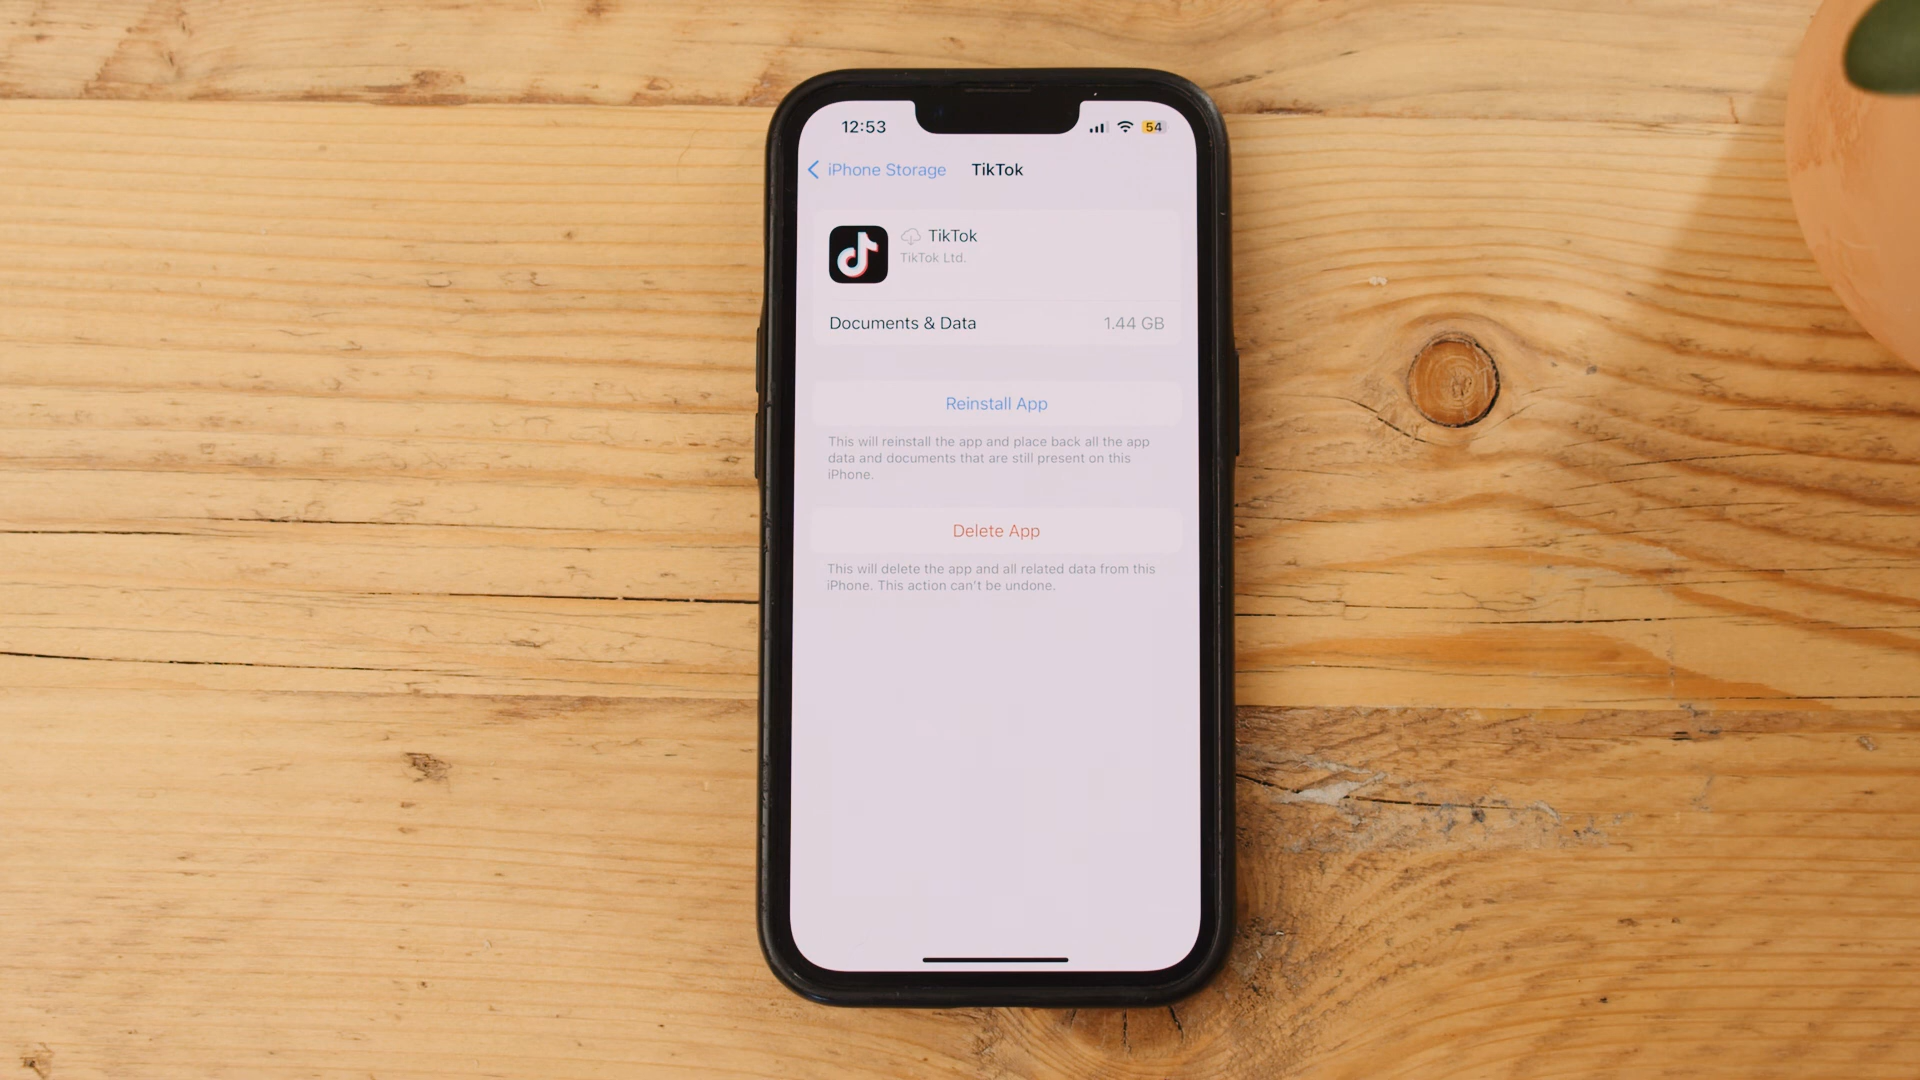 12:53 54
iPhone Storage TikTok
TikTok
TikTok Ltd.
Documents & Data 1.44 GB
Reinstall App
This will reinstall the app and place back all the app
data and documents that are still present on this
iPhone.
Delete App
This will delete the app and all related data from this
iPhone. This action can't be undone.